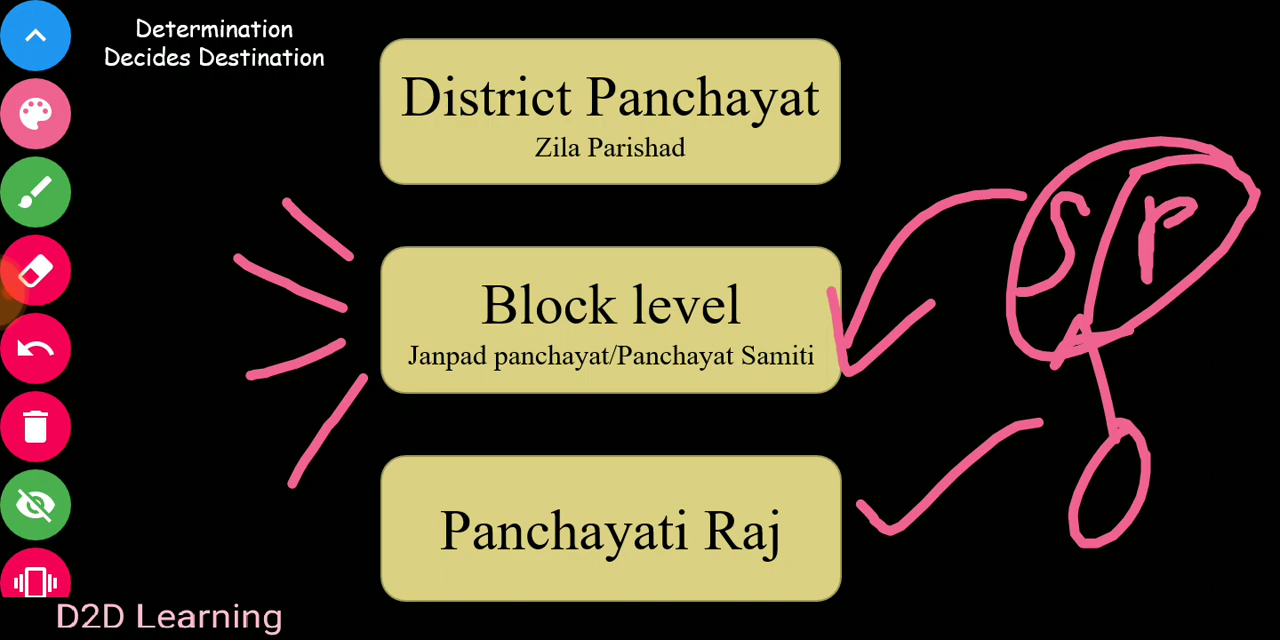 Determination
Decides Destination
District Panchayat
Zila Parishad
Block level
Janpad panchayat/Panchayat Samiti
S P
Panchayati Raj
D2D Learning